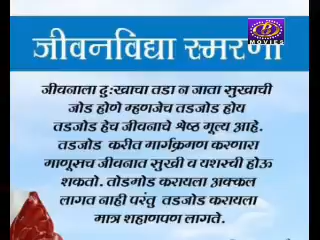 B
MOVIES
जीवनविद्या स्मरणी
जीवनाला दुःखाचा तडा न जाता सुखाची
जोड होणे म्हणजेच तडजोड होय
तडजोड हेच जीवनाचे श्रेष्ठ मूल्य आहे.
तडजोड करीत मार्गक्रमण करणारा
माणूसच जीवनात सुखी व यशस्वी होऊ
शकतो. तोडमोड करायला अक्कल
लागत नाही परंतु तडजोड करायला
मात्र शहाणपण लागते.